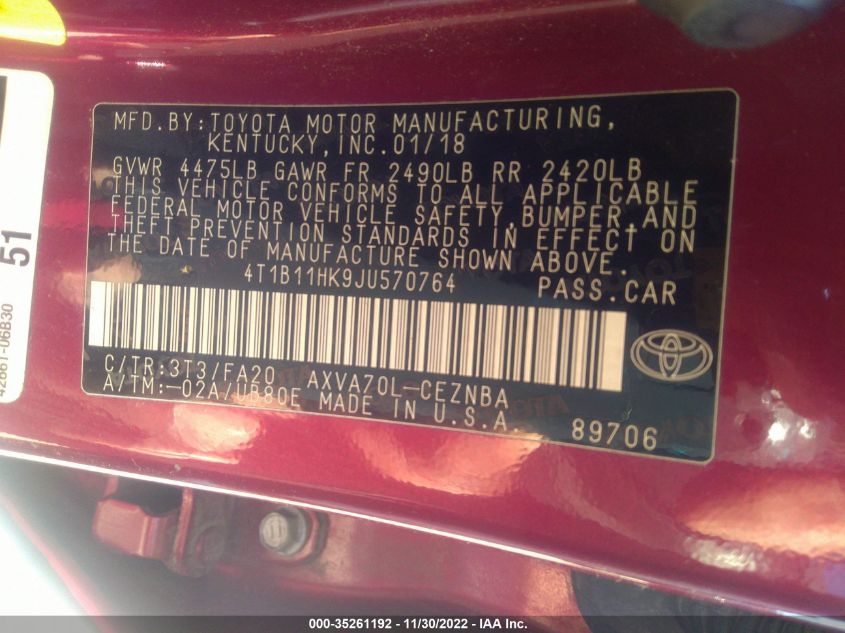 MFD.BY:TOYOTA MOTOR MANUFACTURING,
KENTUCKY,INC.01/18
GVWR 4475LB GAWR FR 2490LB RR 2420LB
THIS VEHICLE CONFORMS TO ALL APPLICABLE
FEDERAL MOTOR VEHICLE SAFETY,BUMPER,AND
THEFT PREVENTION STANDARDS IN EFFECT ON
THE DATE OF MANUFACTURE SHOWN ABOVE.
4T1B11HK9JU570764 PASS.CAR
C/TR:3T3/FA20 AXVA70L-CEZNBA
A/TM:-02A/UB80E MADE IN U.S.A.
89706
51
42661-06B30
000-35261192 - 11/30/2022 - IAA Inc.